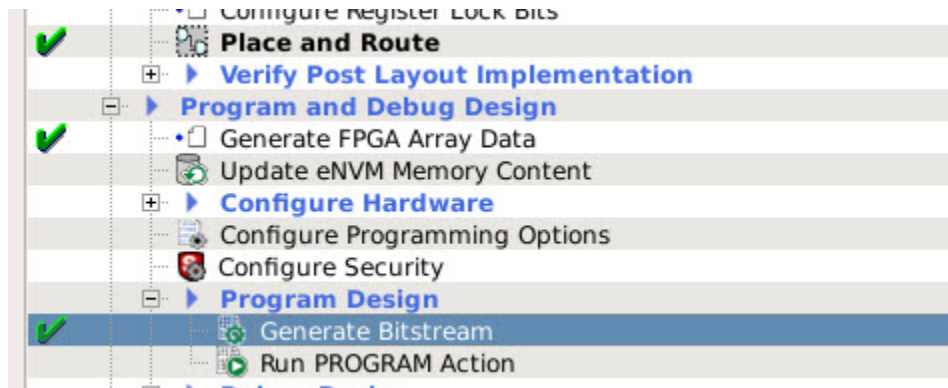 Configure Register Lock Bits
Place and Route
Verify Post Layout Implementation
Program and Debug Design
Generate FPGA Array Data
Update eNVM Memory Content
Configure Hardware
Configure Programming Options
Configure Security
Program Design
Generate Bitstream
Run PROGRAM Action